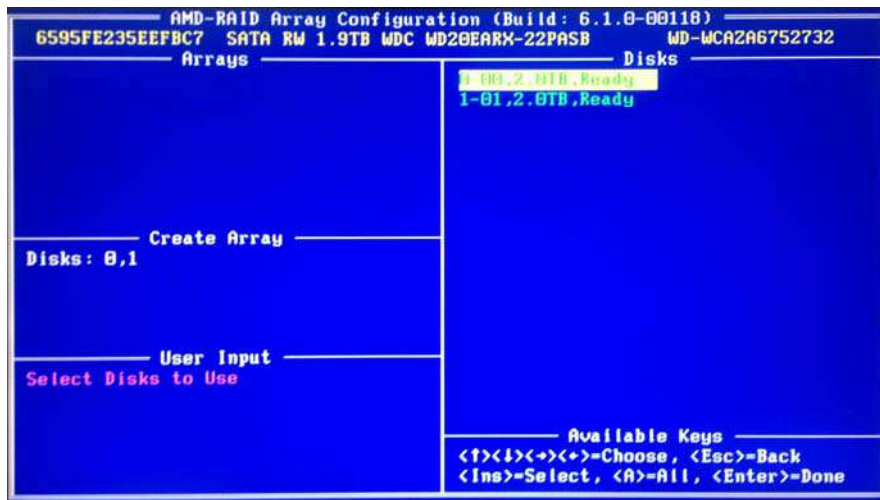 AMD-RAID Array Configuration (Build: 6.1.0-00118)
6595FE235EEFBC7 SATA RW 1.9TB WDC WD20EARX-22PASB WD-WCAZA6752732
Arrays
Disks
0-00,2.0TB,Ready
1-01,2.0TB,Ready
Create Array
Disks: 0,1
User Input
Select Disks to Use
Available Keys
<↑><↓><→><←>=Choose, <Esc>=Back
<Ins>=Select, <A>=All, <Enter>=Done